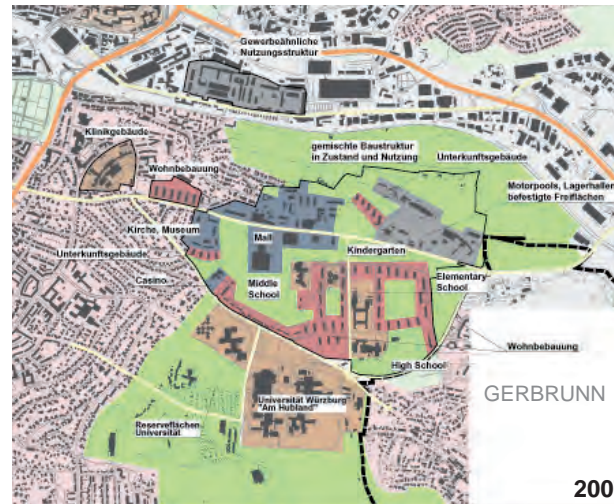 Gewerbeähnliche
Nutzungsstruktur
Klinikgebäude
gemischte Baustruktur
in Zustand und Nutzung
Unterkunftsgebäude
Wohnbebauung
Motorpools, Lagerhallen
befestigte Freiflächen
Kirche, Museum
Mall
Kindergarten
Unterkunftsgebäude
Casino
Middle
School
Elementary
School
Wohnbebauung
High School
GERBRUNN
Universität Würzburg
"Am Hubland"
Reserveflächen
Universität
200